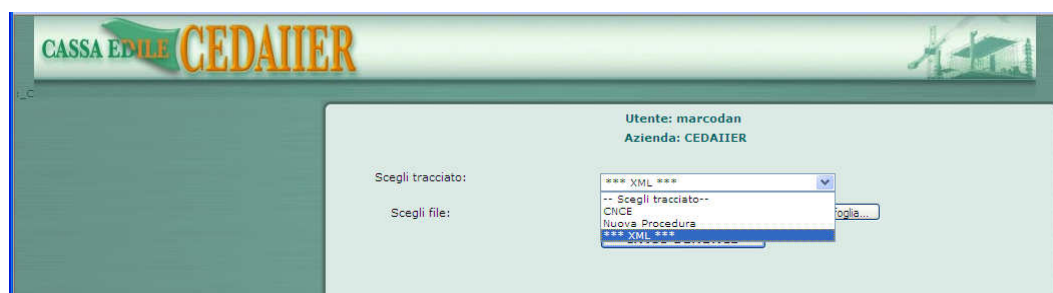 CASSA EDILE CEDAIIER
Utente: marcodan
Azienda: CEDAIIER
Scegli tracciato:
*** XML ***
-- Scegli tracciato--
Scegli file:
CNCE
Nuova Procedura
*** XML ***